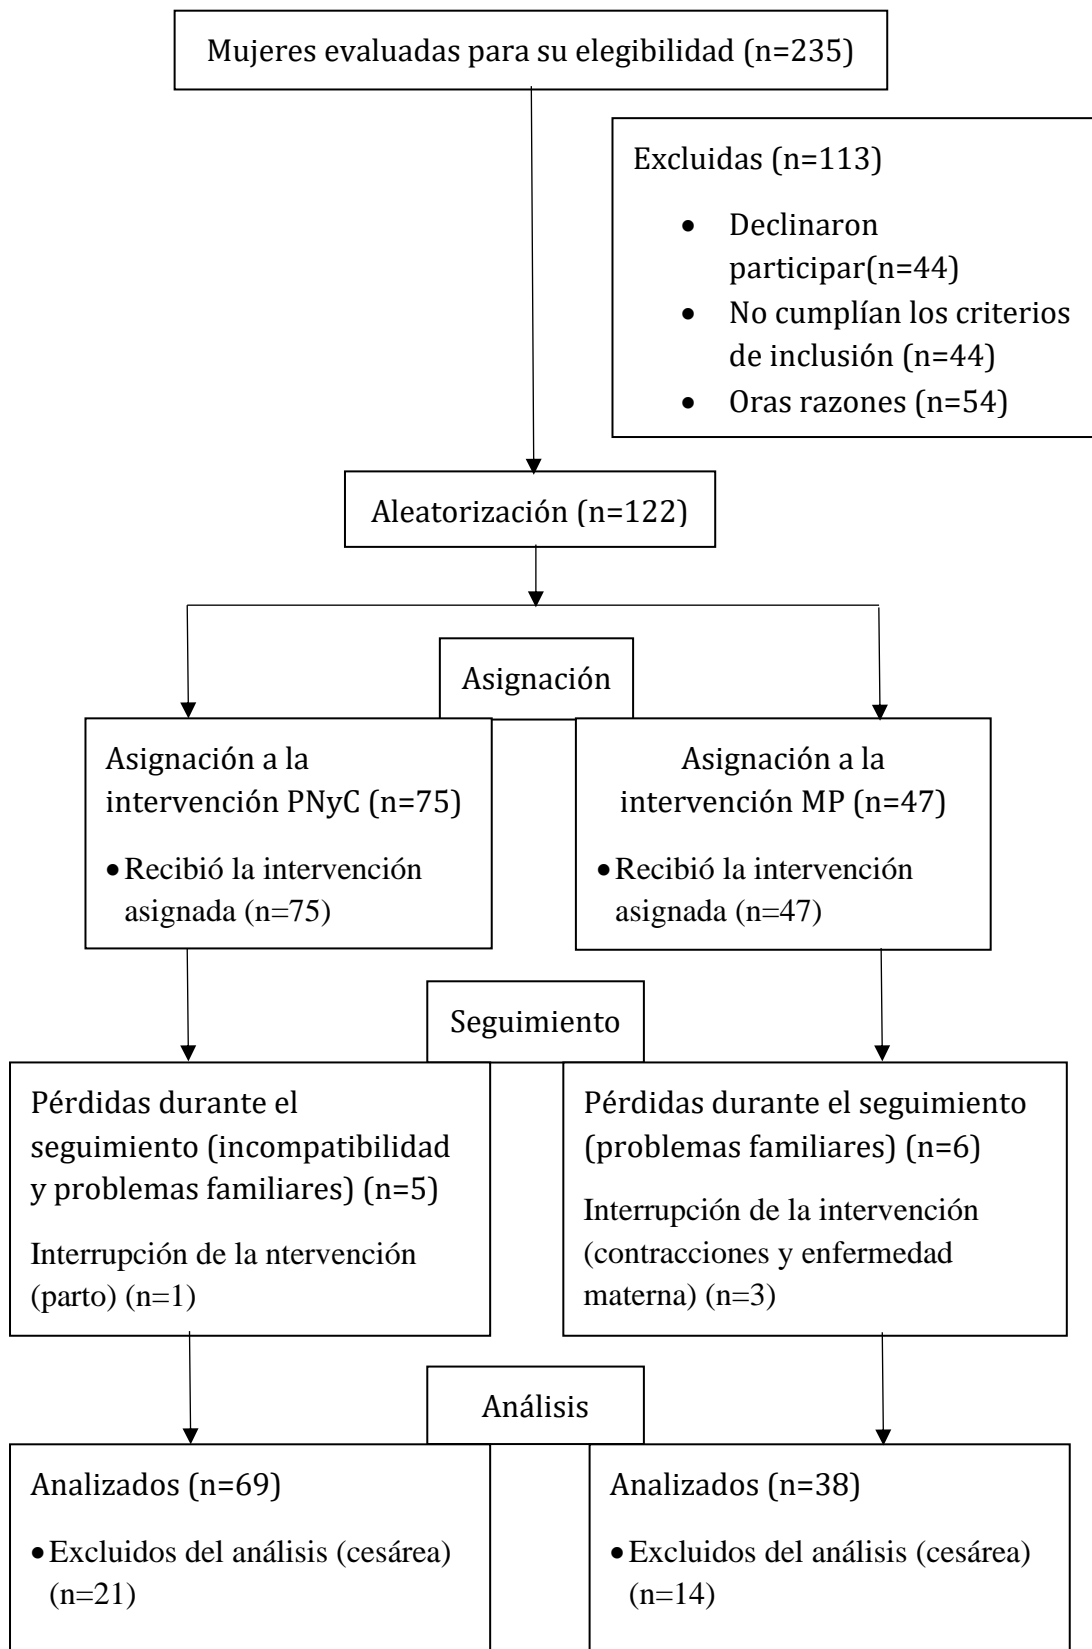 Mujeres evaluadas para su elegibilidad (n=235)
Excluidas (n=113)
• Declinaron
participar(n=44)
• No cumplían los criterios
de inclusión (n=44)
• Oras razones (n=54)
Aleatorización (n=122)
Asignación
Asignación a la
intervención PNyC (n=75)
• Recibió la intervención
asignada (n=75)
Asignación a la
intervención MP (n=47)
• Recibió la intervención
asignada (n=47)
Seguimiento
Pérdidas durante el
seguimiento (incompatibilidad
y problemas familiares) (n=5)
Interrupción de la ntervención
(parto) (n=1)
Pérdidas durante el seguimiento
(problemas familiares) (n=6)
Interrupción de la intervención
(contracciones y enfermedad
materna) (n=3)
Análisis
Analizados (n=69)
• Excluidos del análisis (cesárea)
(n=21)
Analizados (n=38)
• Excluidos del análisis (cesárea)
(n=14)